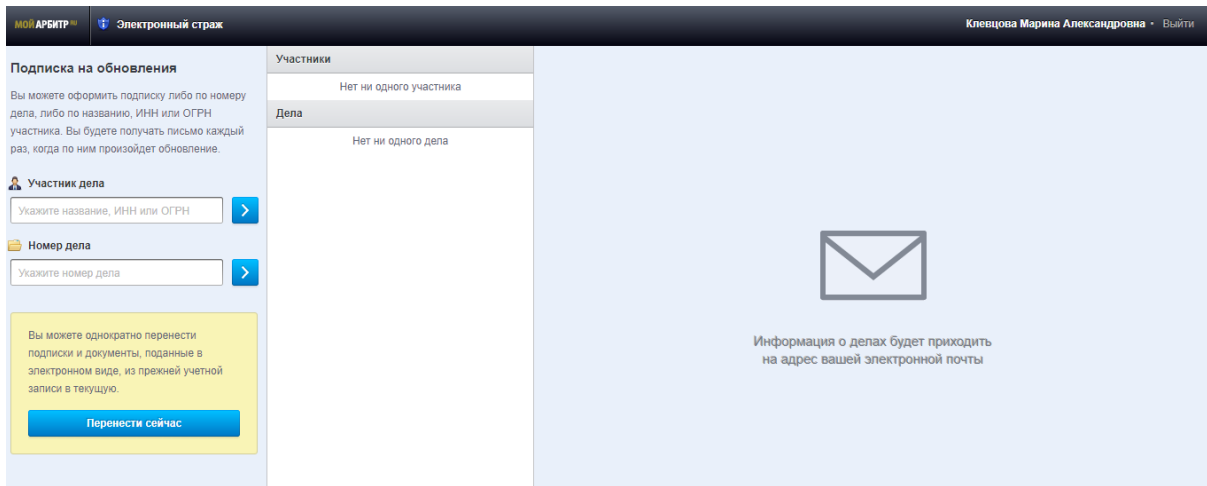 МОЙ АРБИТР RU
Электронный страж
Клевцова Марина Александровна • Выйти
Подписка на обновления
Вы можете оформить подписку либо по номеру
дела, либо по названию, ИНН или ОГРН
участника. Вы будете получать письмо каждый
раз, когда по ним произойдет обновление.
Участник дела
Укажите название, ИНН или ОГРН
Номер дела
Укажите номер дела
Вы можете однократно перенести
подписки и документы, поданные в
электронном виде, из прежней учетной
записи в текущую.
Перенести сейчас
Участники
Нет ни одного участника
Дела
Нет ни одного дела
Информация о делах будет приходить
на адрес вашей электронной почты